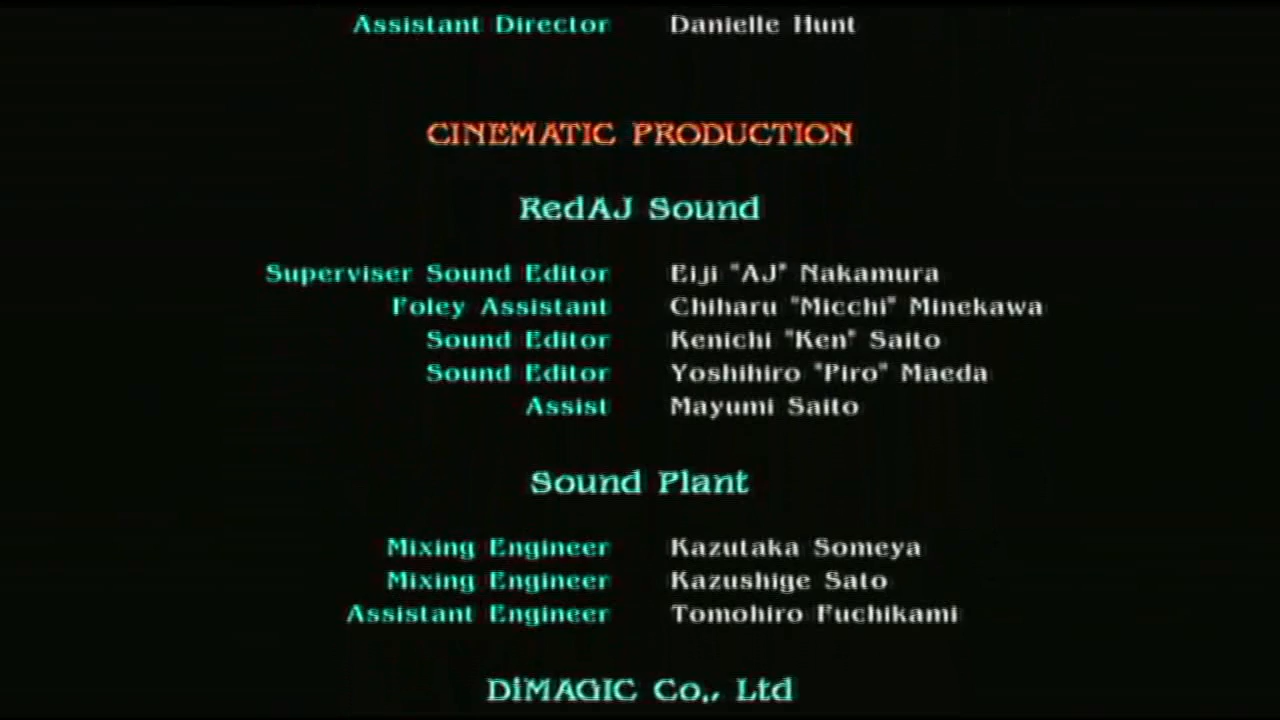 Assistant Director Danielle Hunt
CINEMATIC PRODUCTION
RedAJ Sound
Superviser Sound Editor Eiji "AJ" Nakamura
Foley Assistant Chiharu "Micchi" Minekawa
Sound Editor Kenichi "Ken" Saito
Sound Editor Yoshihiro "Piro" Maeda
Assist Mayumi Saito
Sound Plant
Mixing Engineer Kazutaka Someya
Mixing Engineer Kazushige Sato
Assistant Engineer Tomohiro Fuchikami
DiMAGIC Co,. Ltd